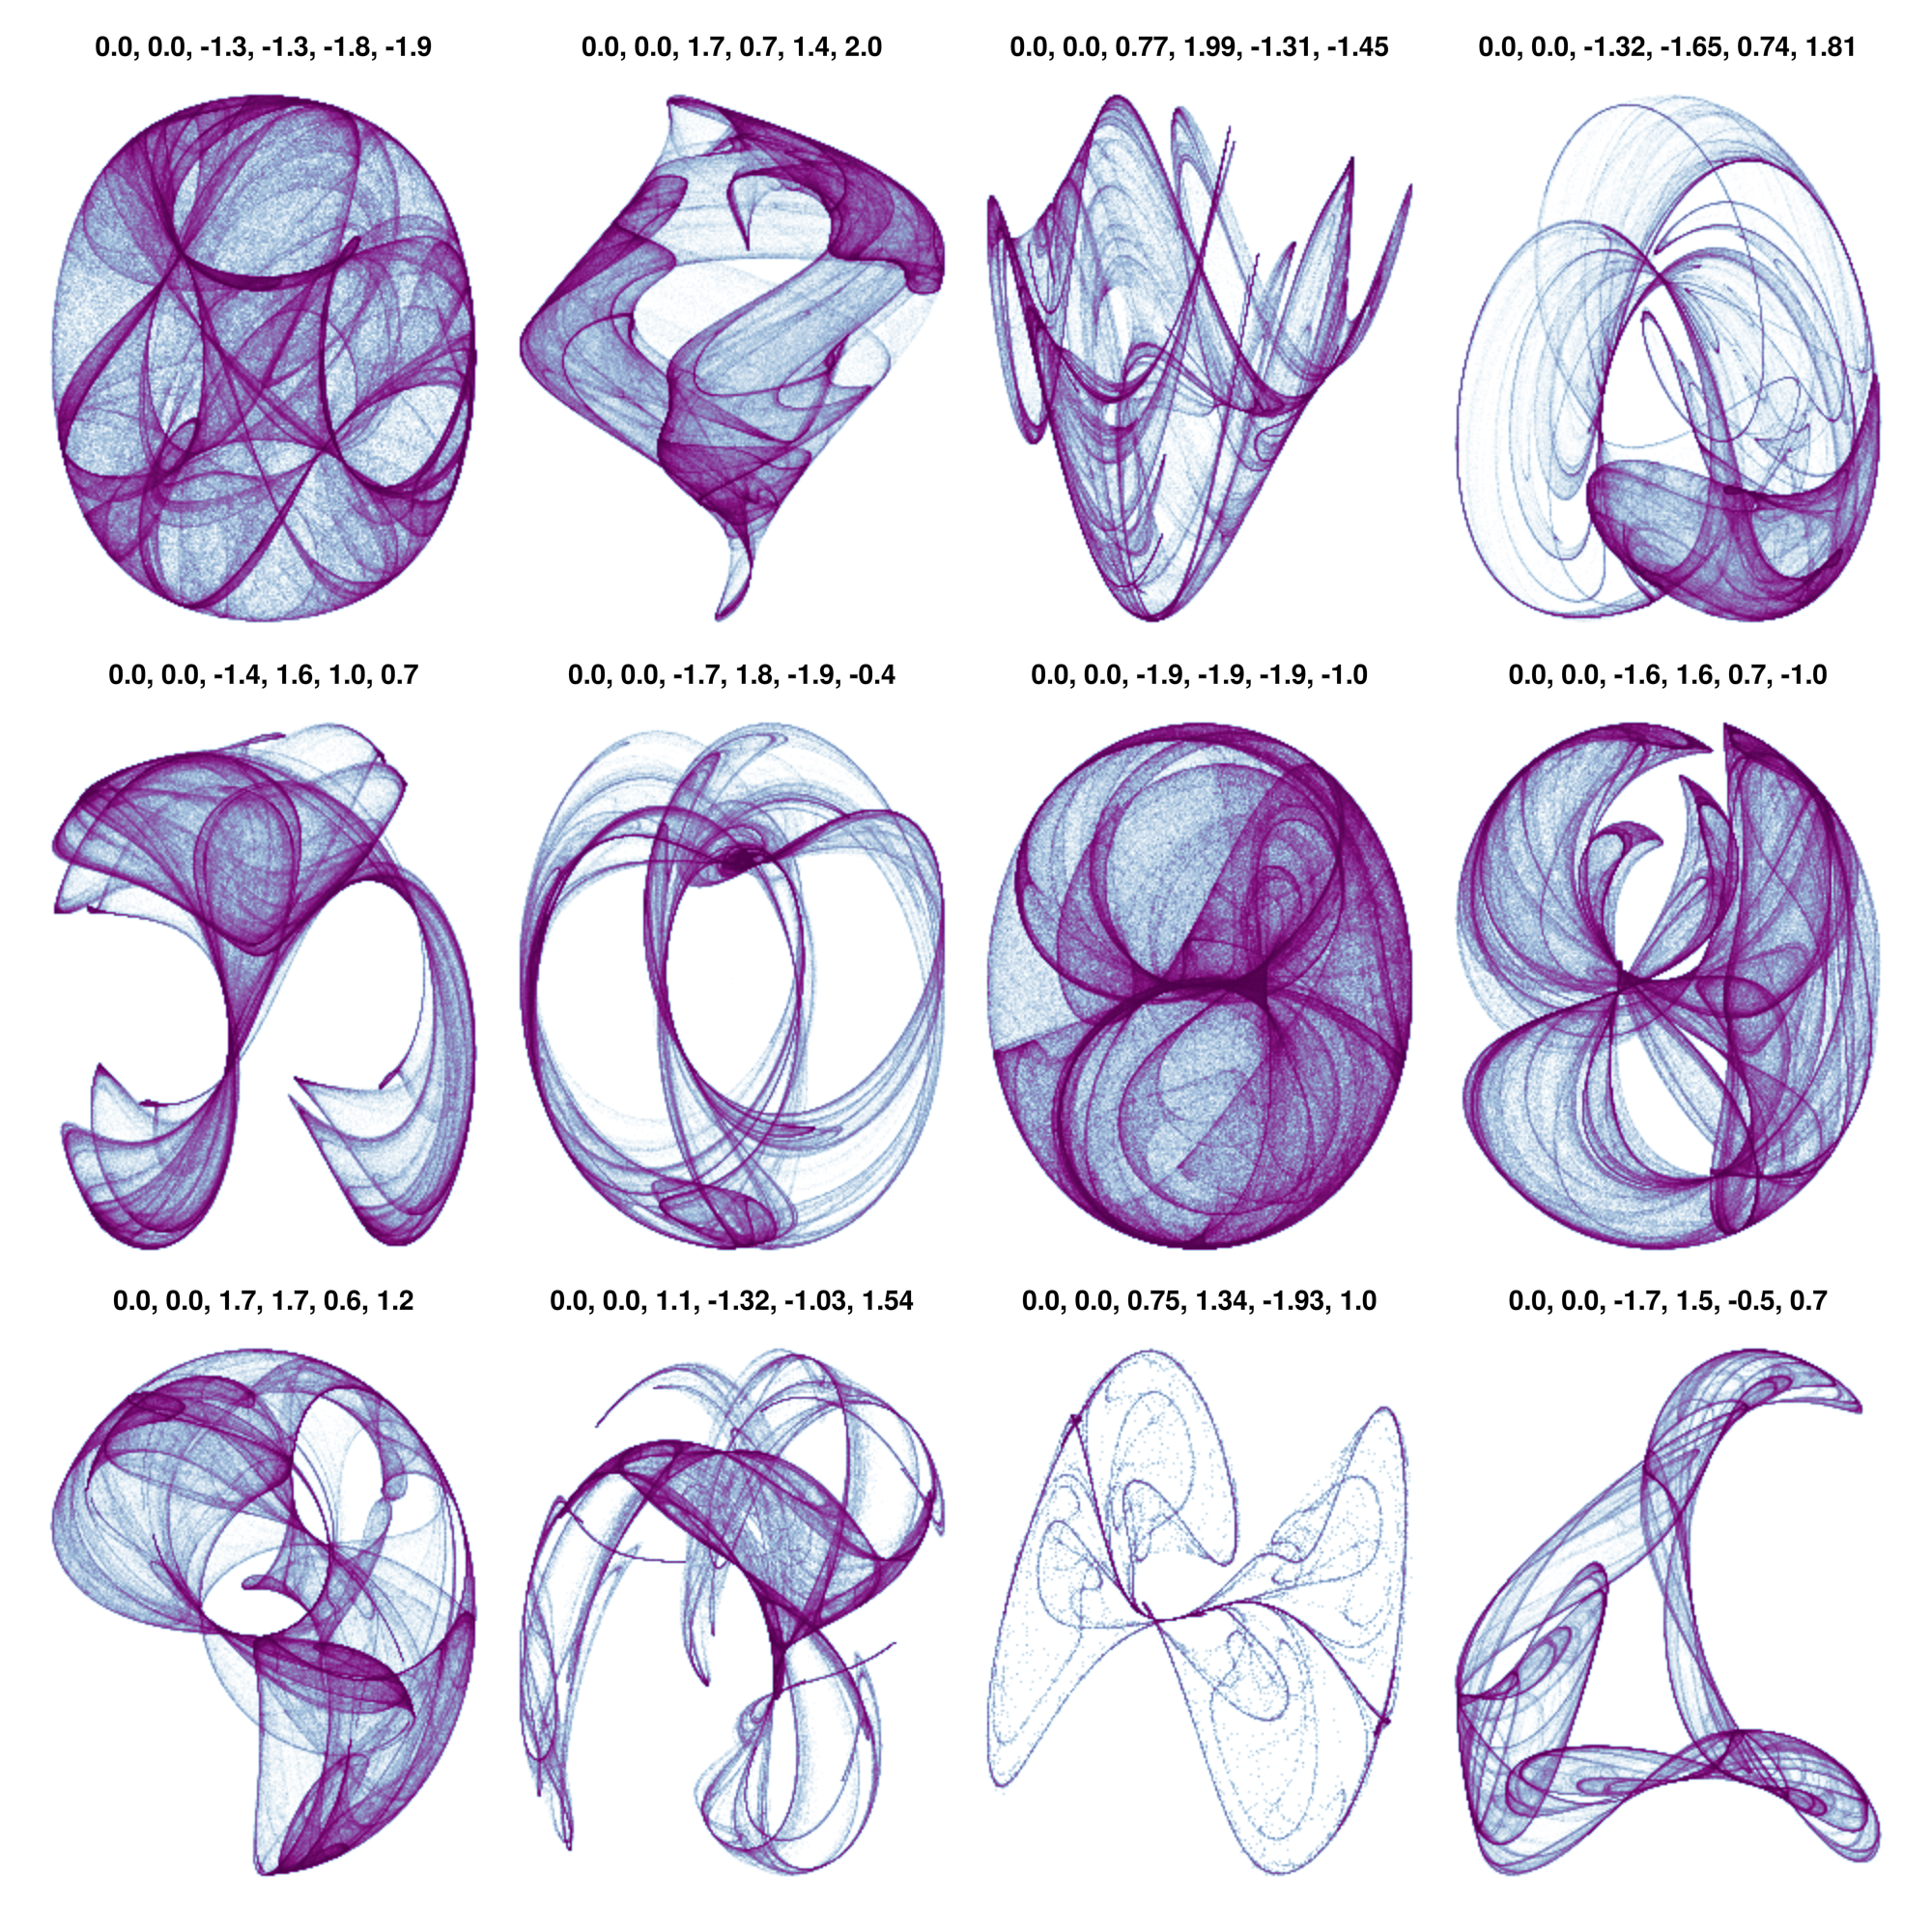 0.0, 0.0, -1.3, -1.3, -1.8, -1.9
0.0, 0.0, 1.7, 0.7, 1.4, 2.0
0.0, 0.0, 0.77, 1.99, -1.31, -1.45
0.0, 0.0, -1.32, -1.65, 0.74, 1.81
0.0, 0.0, -1.4, 1.6, 1.0, 0.7
0.0, 0.0, -1.7, 1.8, -1.9, -0.4
0.0, 0.0, -1.9, -1.9, -1.9, -1.0
0.0, 0.0, -1.6, 1.6, 0.7, -1.0
0.0, 0.0, 1.7, 1.7, 0.6, 1.2
0.0, 0.0, 1.1, -1.32, -1.03, 1.54
0.0, 0.0, 0.75, 1.34, -1.93, 1.0
0.0, 0.0, -1.7, 1.5, -0.5, 0.7